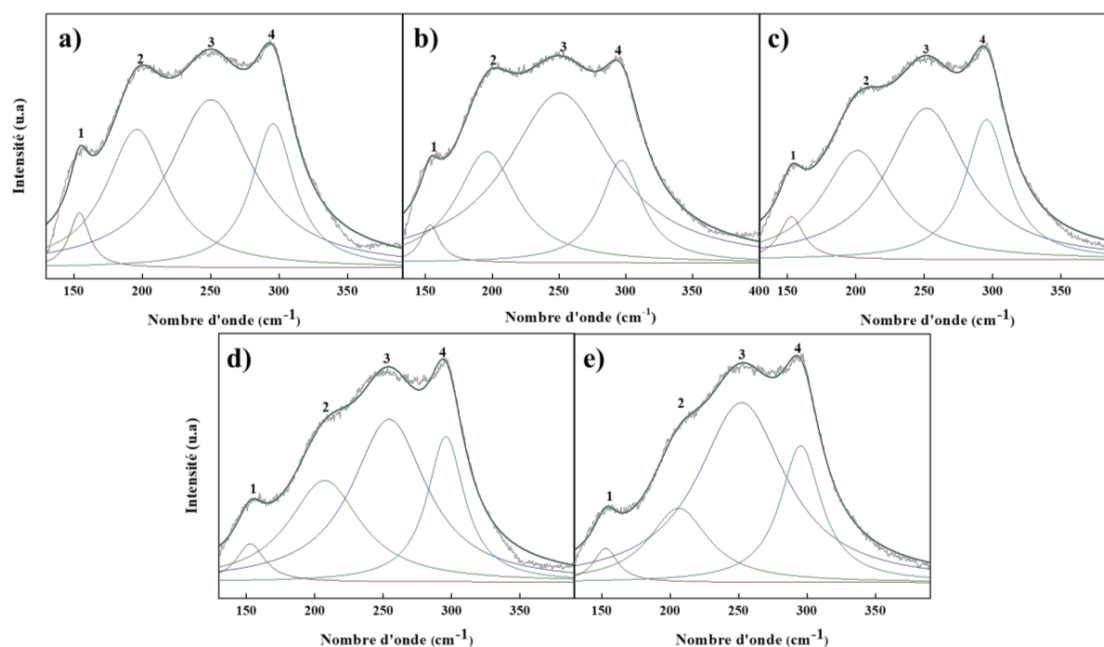 a) 1 2 3 4
b) 1 2 3 4
c) 1 2 3 4
Intensité (u.a)
150 200 250 300 350
150 200 250 300 350 400
150 200 250 300 350
Nombre d'onde (cm-1)
Nombre d'onde (cm-1)
Nombre d'onde (cm-1)
d) 1 2 3 4
e) 1 2 3 4
Intensité (u.a)
150 200 250 300 350
150 200 250 300 350
Nombre d'onde (cm-1)
Nombre d'onde (cm-1)